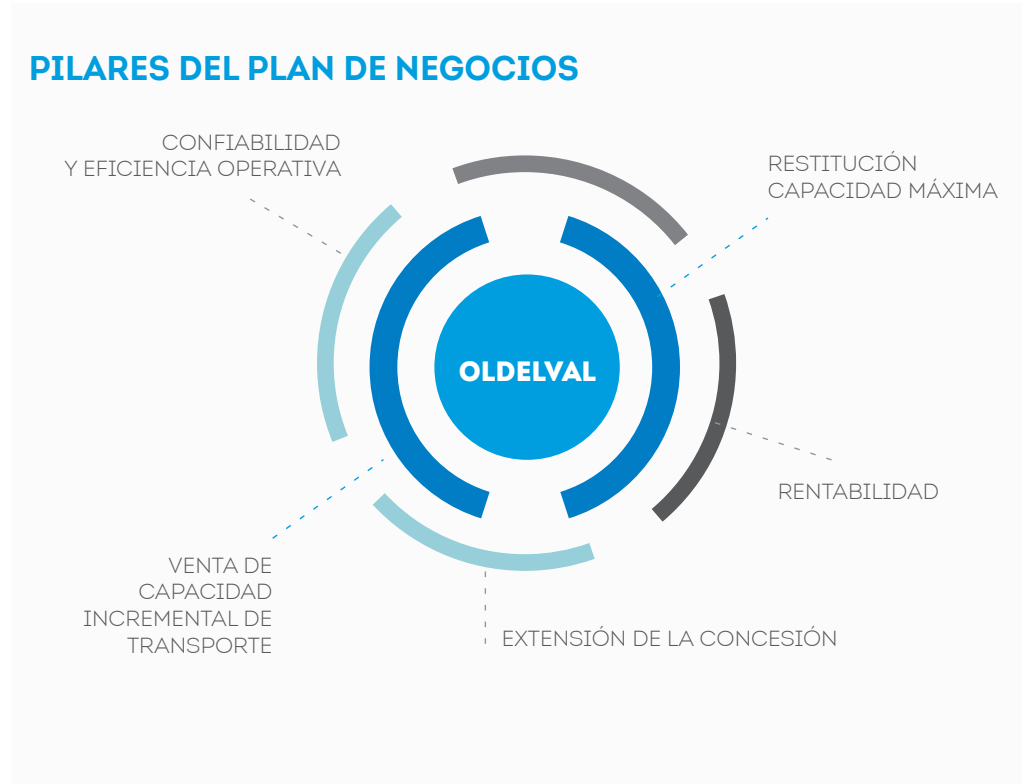 PILARES DEL PLAN DE NEGOCIOS
CONFIABILIDAD
Y EFICIENCIA OPERATIVA
RESTITUCIÓN
CAPACIDAD MÁXIMA
OLDELVAL
RENTABILIDAD
VENTA DE
CAPACIDAD
INCREMENTAL DE
TRANSPORTE
EXTENSIÓN DE LA CONCESIÓN